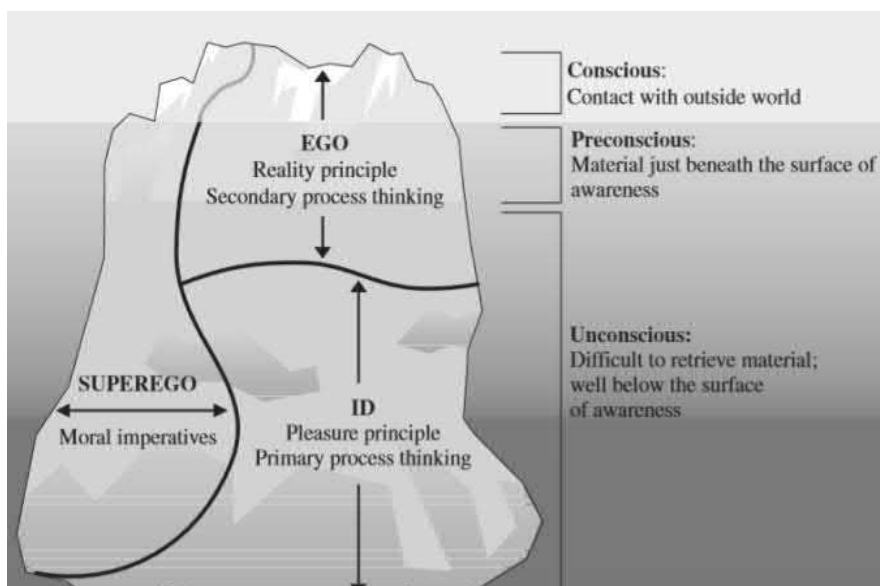 Conscious:
Contact with outside world
Preconscious:
Material just beneath the surface of
awareness
EGO
Reality principle
Secondary process thinking
Unconscious:
Difficult to retrieve material;
well below the surface
of awareness
SUPEREGO
Moral imperatives
ID
Pleasure principle
Primary process thinking